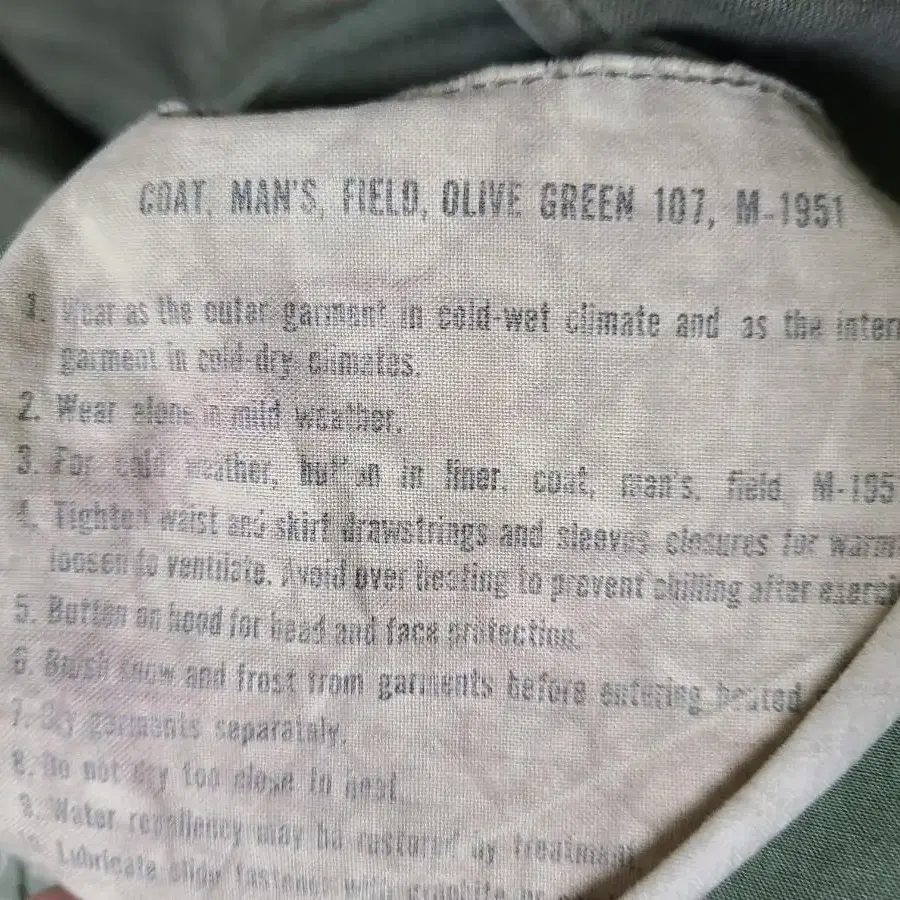 COAT, MAN'S, FIELD, OLIVE GREEN 107, M-1951
1. Wear as the outer garment in cold-wet climate and as the inter
garment in cold-dry climates.
2. Wear alone in mild weather.
3. For cold weather, button in liner, coat, man's, field M-195
4. Tighten waist and skirt drawstrings and sleeves closures for warm
loosen to ventilate. Avoid over heating to prevent chilling after exerci
5. Button on hood for head and face protection.
6. Brush snow and frost from garments before entering heated
7. Dry garments separately.
8. Do not dry too close to heat.
9. Water repellency may be restored by treatment.
10. Lubricate slide fasteners with graphite or